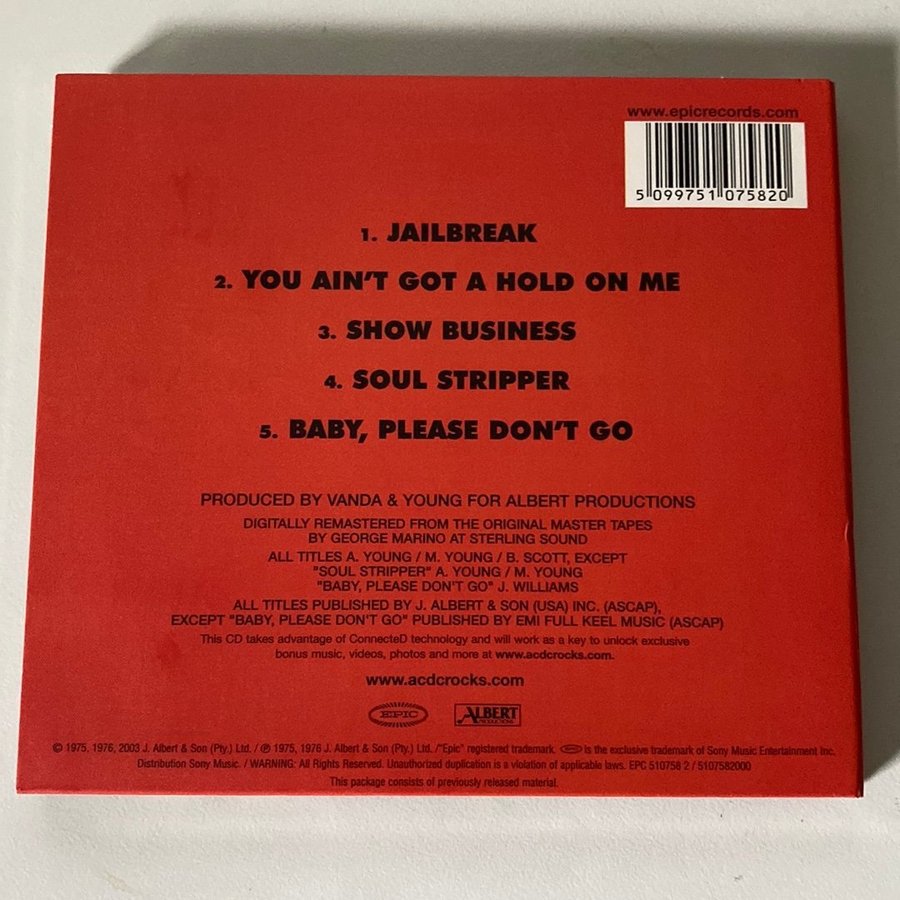 www.epicrecords.com
5 099751 075820
1. JAILBREAK
2. YOU AIN'T GOT A HOLD ON ME
3. SHOW BUSINESS
4. SOUL STRIPPER
5. BABY, PLEASE DON'T GO
PRODUCED BY VANDA & YOUNG FOR ALBERT PRODUCTIONS
DIGITALLY REMASTERED FROM THE ORIGINAL MASTER TAPES
BY GEORGE MARINO AT STERLING SOUND
ALL TITLES A. YOUNG / M. YOUNG / B. SCOTT, EXCEPT
"SOUL STRIPPER" A. YOUNG / M. YOUNG
"BABY, PLEASE DON'T GO" J. WILLIAMS
ALL TITLES PUBLISHED BY J. ALBERT & SON (USA) INC. (ASCAP),
EXCEPT "BABY, PLEASE DON'T GO" PUBLISHED BY EMI FULL KEEL MUSIC (ASCAP)
This CD takes advantage of ConnecteD technology and will work as a key to unlock exclusive
bonus music, videos, photos and more at www.acdcrocks.com.
www.acdcrocks.com
EPIC ALBERT PRODUCTIONS
© 1975, 1976, 2003 J. Albert & Son (Pty.) Ltd. / ℗ 1975, 1976 J. Albert & Son (Pty.) Ltd. /"Epic" registered trademark. EPIC is the exclusive trademark of Sony Music Entertainment Inc.
Distribution Sony Music. / WARNING: All Rights Reserved. Unauthorized duplication is a violation of applicable laws. EPC 510758 2 / 5107582000
This package consists of previously released material.